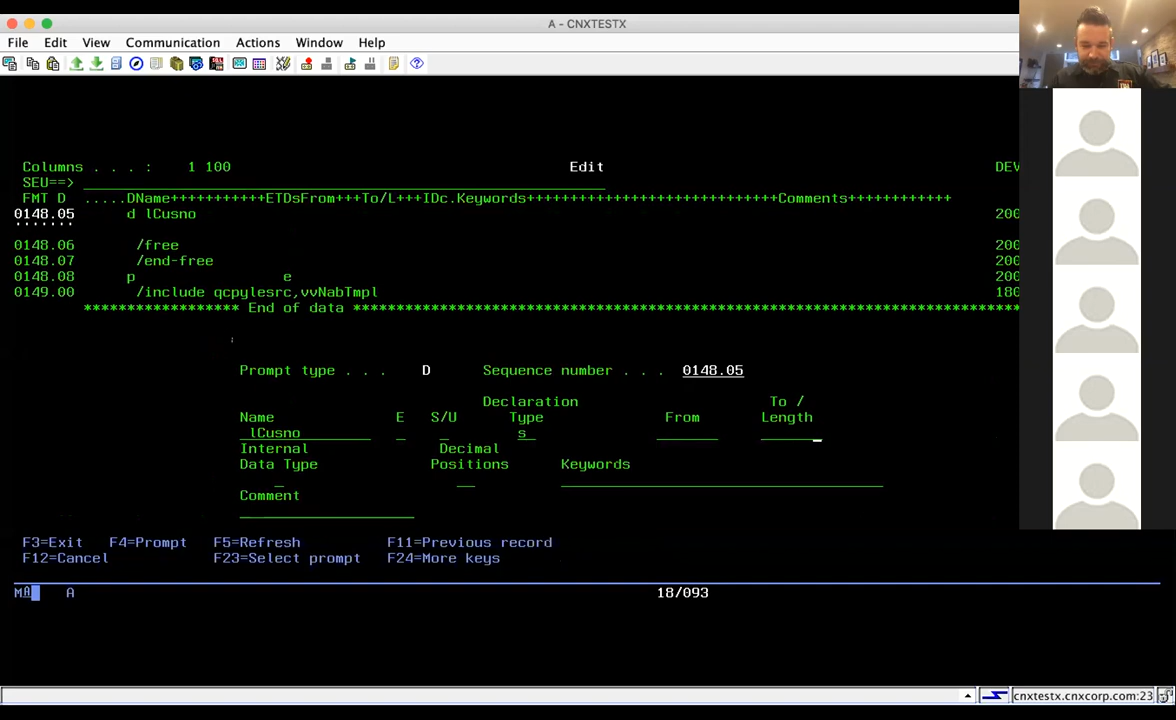 A - CNXTESTX
File Edit View Communication Actions Window Help
Columns . . . : 1 100 Edit DEV
SEU==>
FMT D .....DName+++++++++++ETDsFrom+++To/L+++IDc.Keywords+++++++++++++++++++++++++++++Comments++++++++++++
0148.05 d lCusno 200
.......
0148.06 /free 200
0148.07 /end-free 200
0148.08 p e 200
0149.00 /include qcpylesrc,vvNabTmpl 180
****************** End of data ******************************************************************************
Prompt type . . . D Sequence number . . . 0148.05
Declaration To /
Name E S/U Type From Length
lCusno s
Internal Decimal
Data Type Positions Keywords
Comment
F3=Exit F4=Prompt F5=Refresh F11=Previous record
F12=Cancel F23=Select prompt F24=More keys
MA A 18/093
cnxtestx.cnxcorp.com:23